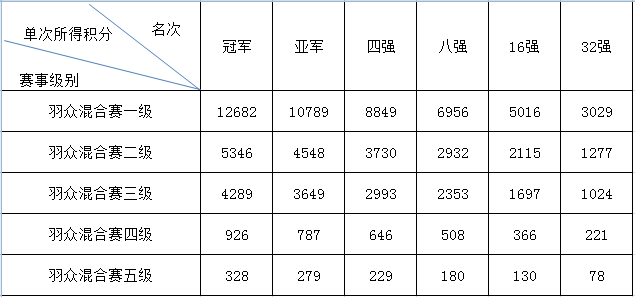 单次所得积分 名次
赛事级别 冠军 亚军 四强 八强 16强 32强
羽众混合赛一级 12682 10789 8849 6956 5016 3029
羽众混合赛二级 5346 4548 3730 2932 2115 1277
羽众混合赛三级 4289 3649 2993 2353 1697 1024
羽众混合赛四级 926 787 646 508 366 221
羽众混合赛五级 328 279 229 180 130 78